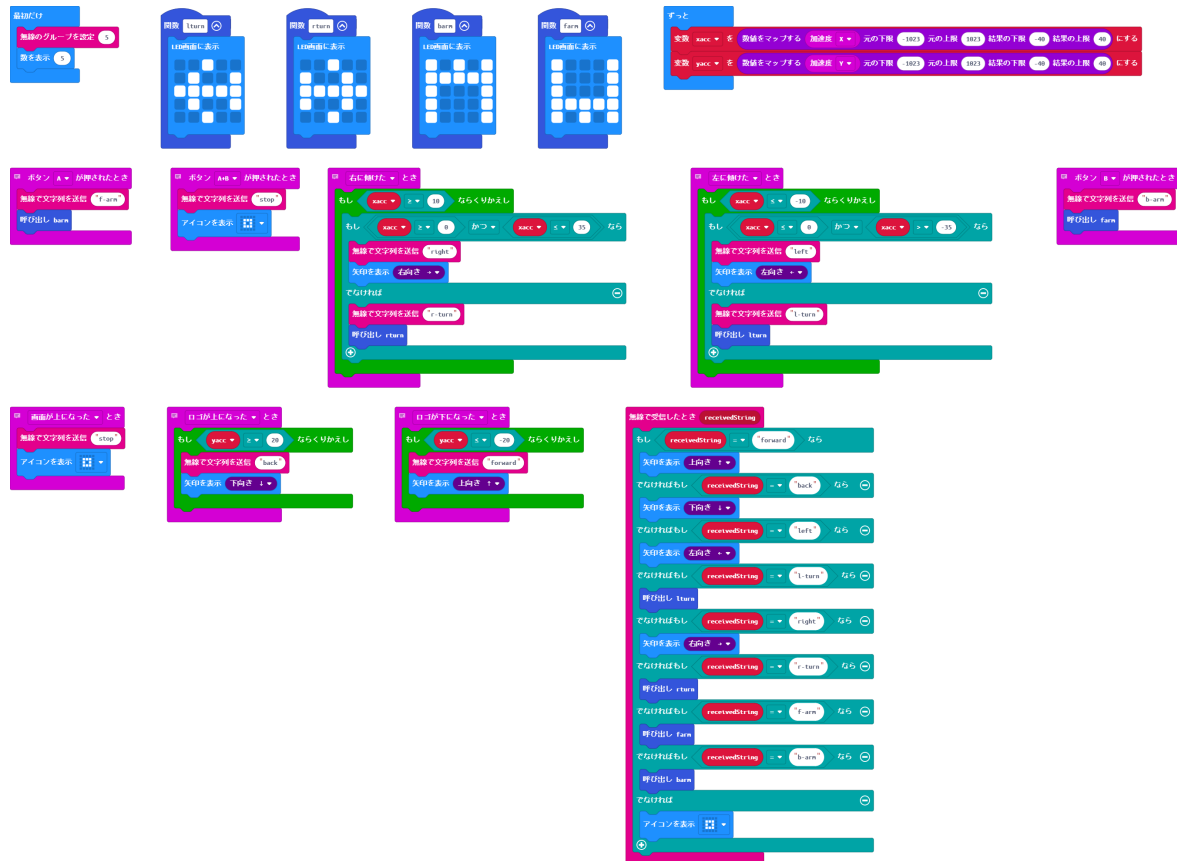 最初だけ
無線のグループを設定 5
数を表示 5
関数 lturn
LED画面に表示
関数 rturn
LED画面に表示
関数 barm
LED画面に表示
関数 farm
LED画面に表示
ずっと
変数 xacc を 数値をマップする 加速度 X 元の下限 -1023 元の上限 1023 結果の下限 -40 結果の上限 40 にする
変数 yacc を 数値をマップする 加速度 Y 元の下限 -1023 元の上限 1023 結果の下限 -40 結果の上限 40 にする
ボタン A が押されたとき
無線で文字列を送信 "f-arm"
呼び出し barm
ボタン A+B が押されたとき
無線で文字列を送信 "stop"
アイコンを表示
右に傾けた とき
もし xacc ≥ 10 ならくりかえし
もし xacc ≥ 0 かつ xacc ≤ 35 なら
無線で文字列を送信 "right"
矢印を表示 右向き →
でなければ
無線で文字列を送信 "r-turn"
呼び出し rturn
左に傾けた とき
もし xacc ≤ -10 ならくりかえし
もし xacc ≤ 0 かつ xacc > -35 なら
無線で文字列を送信 "left"
矢印を表示 左向き ←
でなければ
無線で文字列を送信 "l-turn"
呼び出し lturn
ボタン B が押されたとき
無線で文字列を送信 "b-arm"
呼び出し farm
画面が上になった とき
無線で文字列を送信 "stop"
アイコンを表示
ロゴが上になった とき
もし yacc ≥ 20 ならくりかえし
無線で文字列を送信 "back"
矢印を表示 下向き ↓
ロゴが下になった とき
もし yacc ≤ -20 ならくりかえし
無線で文字列を送信 "forward"
矢印を表示 上向き ↑
無線で受信したとき receivedString
もし receivedString = "forward" なら
矢印を表示 上向き ↑
でなければもし receivedString = "back" なら
矢印を表示 下向き ↓
でなければもし receivedString = "left" なら
矢印を表示 左向き ←
でなければもし receivedString = "l-turn" なら
呼び出し lturn
でなければもし receivedString = "right" なら
矢印を表示 右向き →
でなければもし receivedString = "r-turn" なら
呼び出し rturn
でなければもし receivedString = "f-arm" なら
呼び出し farm
でなければもし receivedString = "b-arm" なら
呼び出し barm
でなければ
アイコンを表示